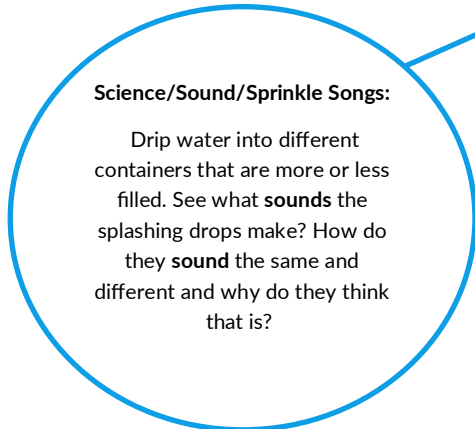 Science/Sound/Sprinkle Songs:
Drip water into different
containers that are more or less
filled. See what sounds the
splashing drops make? How do
they sound the same and
different and why do they think
that is?